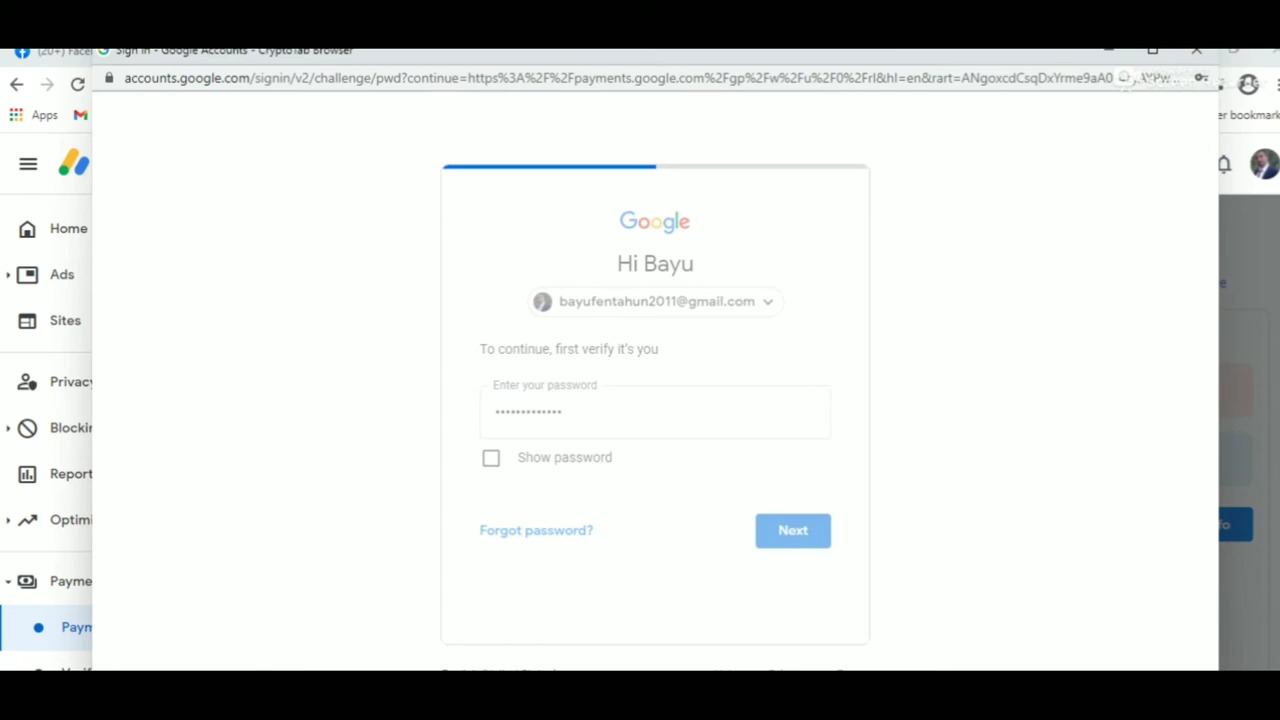 (20+) Face
Sign in - Google Accounts - CryptoTab Browser
accounts.google.com/signin/v2/challenge/pwd?continue=https%3A%2F%2Fpayments.google.com%2Fgp%2Fw%2Fu%2F0%2Frl&hl=en&rart=ANgoxcdCsqDxYrme9aA0
Apps
er bookmark
Home
Ads
Sites
Privacy
Blockin
Report
Optimi
Payme
Paym
Google
Hi Bayu
bayufentahun2011@gmail.com
To continue, first verify it's you
Enter your password
•••••••••••••
Show password
Forgot password?
Next
fo